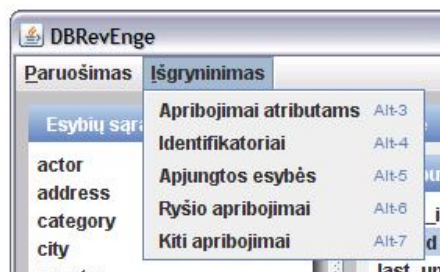 DBRevEnge
Paruošimas Išgryninimas
Apribojimai atributams Alt-3
Identifikatoriai Alt-4
Apjungtos esybės Alt-5
Ryšio apribojimai Alt-6
Kiti apribojimai Alt-7
Esybių
actor
address
category
city